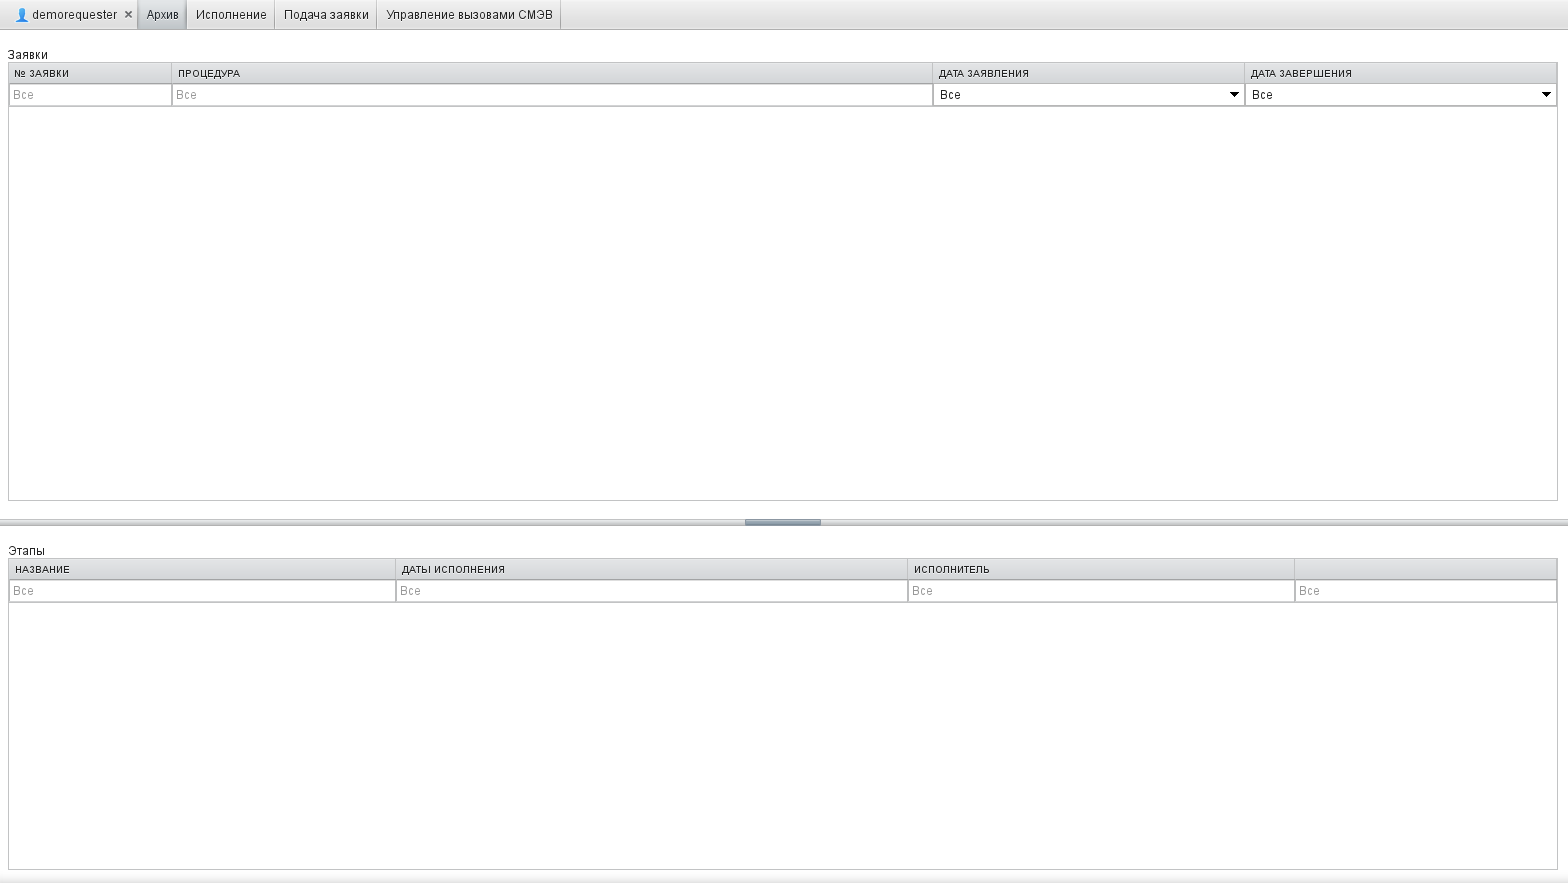 demorequester Архив Исполнение Подача заявки Управление вызовами СМЭВ
Заявки
№ ЗАЯВКИ ПРОЦЕДУРА ДАТА ЗАЯВЛЕНИЯ ДАТА ЗАВЕРШЕНИЯ
Все Все Все Все
Этапы
НАЗВАНИЕ ДАТЫ ИСПОЛНЕНИЯ ИСПОЛНИТЕЛЬ
Все Все Все Все